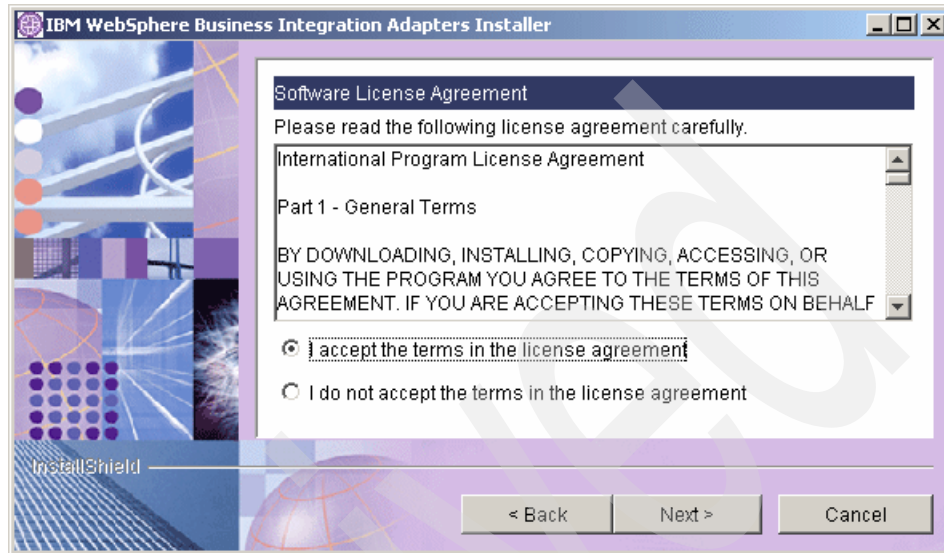 IBM WebSphere Business Integration Adapters Installer
Software License Agreement
Please read the following license agreement carefully.
International Program License Agreement
Part 1 - General Terms
BY DOWNLOADING, INSTALLING, COPYING, ACCESSING, OR
USING THE PROGRAM YOU AGREE TO THE TERMS OF THIS
AGREEMENT. IF YOU ARE ACCEPTING THESE TERMS ON BEHALF
I accept the terms in the license agreement
I do not accept the terms in the license agreement
InstallShield
< Back
Next >
Cancel